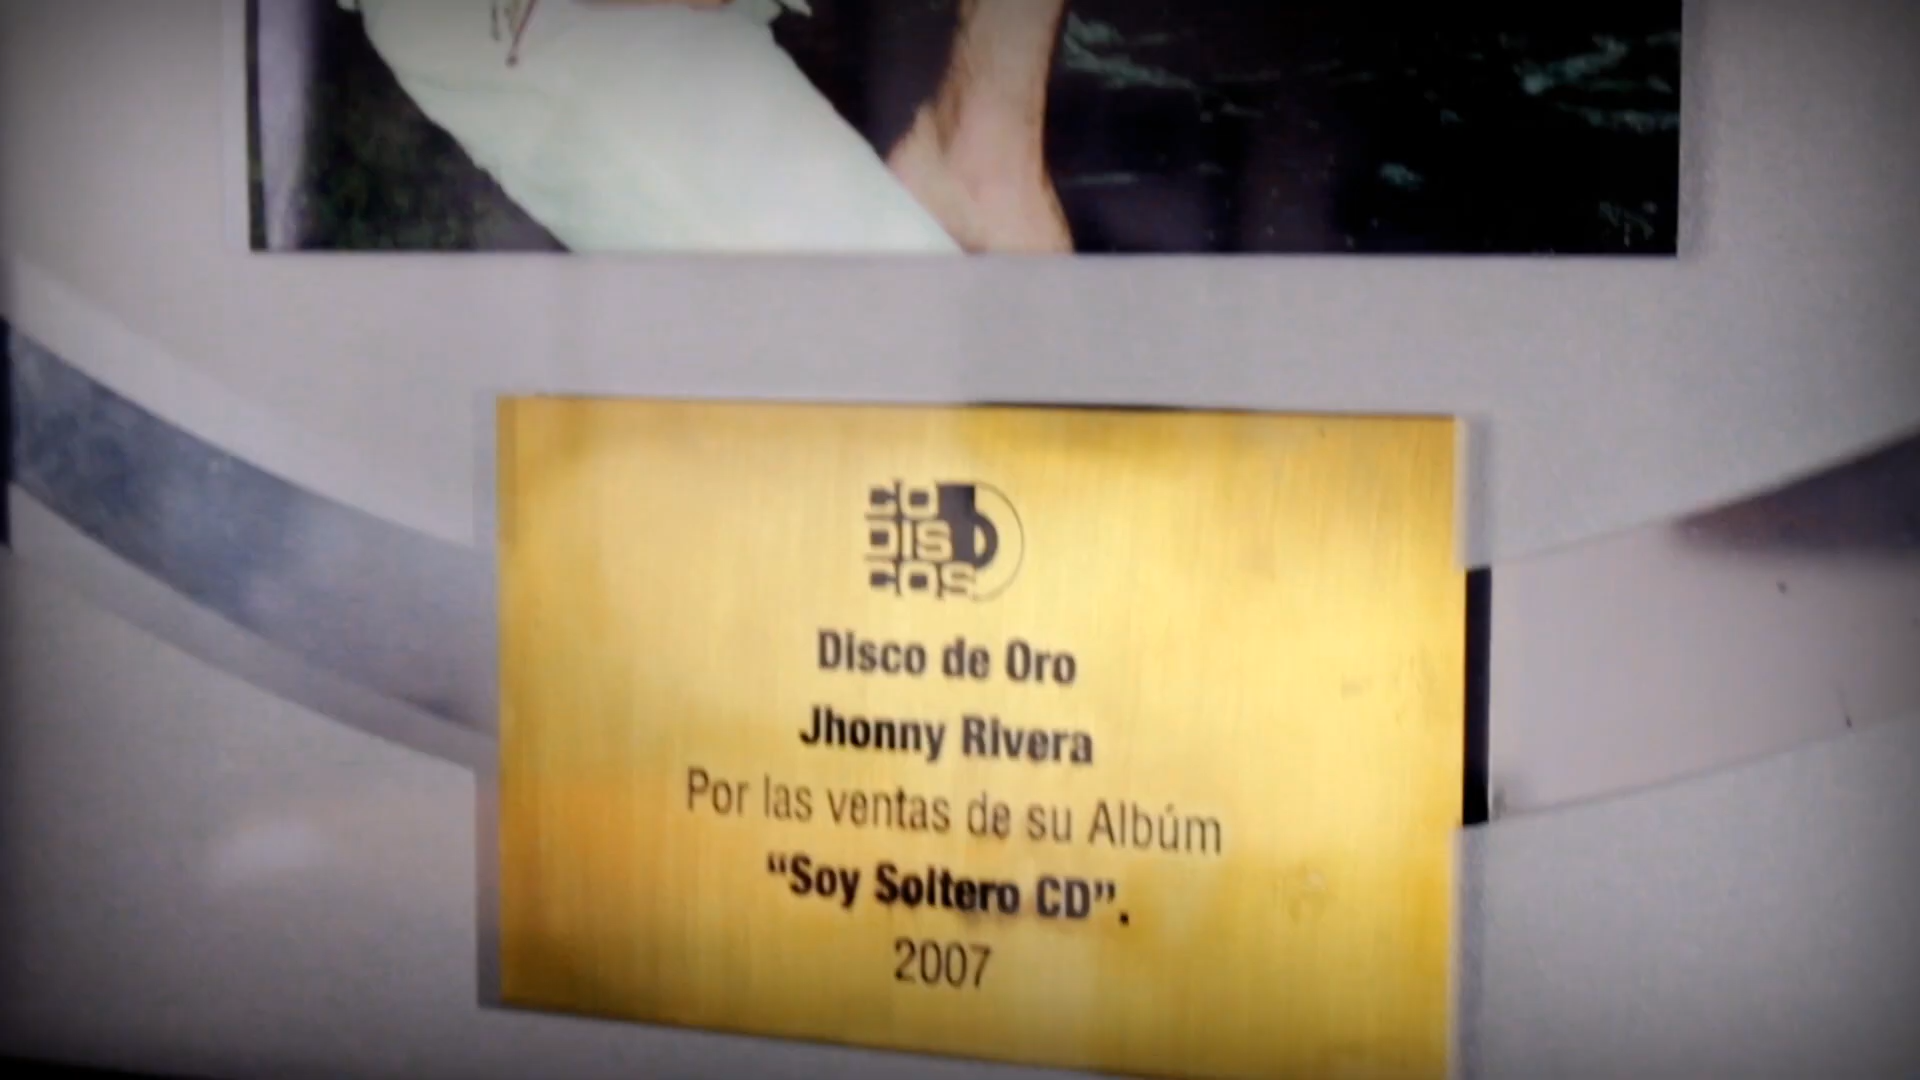 CO
DIS
COS
Disco de Oro
Jhonny Rivera
Por las ventas de su Albúm
“Soy Soltero CD”.
2007